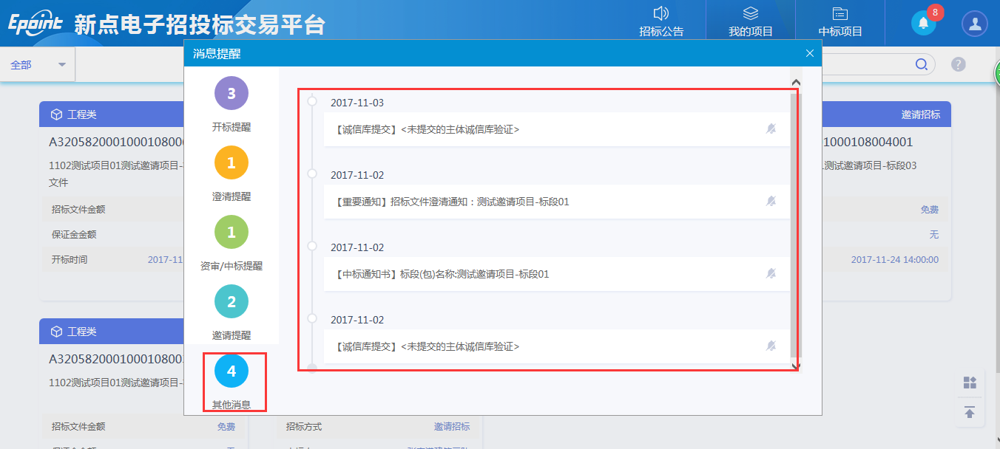 Epoint 新点电子招投标交易平台
招标公告
我的项目
中标项目
8
全部
消息提醒
3
开标提醒
1
澄清提醒
1
资审/中标提醒
2
邀请提醒
4
其他消息
2017-11-03
【诚信库提交】<未提交的主体诚信库验证>
2017-11-02
【重要通知】招标文件澄清通知：测试邀请项目-标段01
2017-11-02
【中标通知书】标段(包)名称:测试邀请项目-标段01
2017-11-02
【诚信库提交】<未提交的主体诚信库验证>
工程类
A320582000100010800
1102测试项目01测试邀请项目-
文件
招标文件金额
保证金金额
开标时间 2017-11
邀请招标
1000108004001
测试邀请项目-标段03
免费
无
2017-11-24 14:00:00
工程类
A320582000100010800
1102测试项目01测试邀请项目-
招标文件金额 免费
招标方式 邀请招标